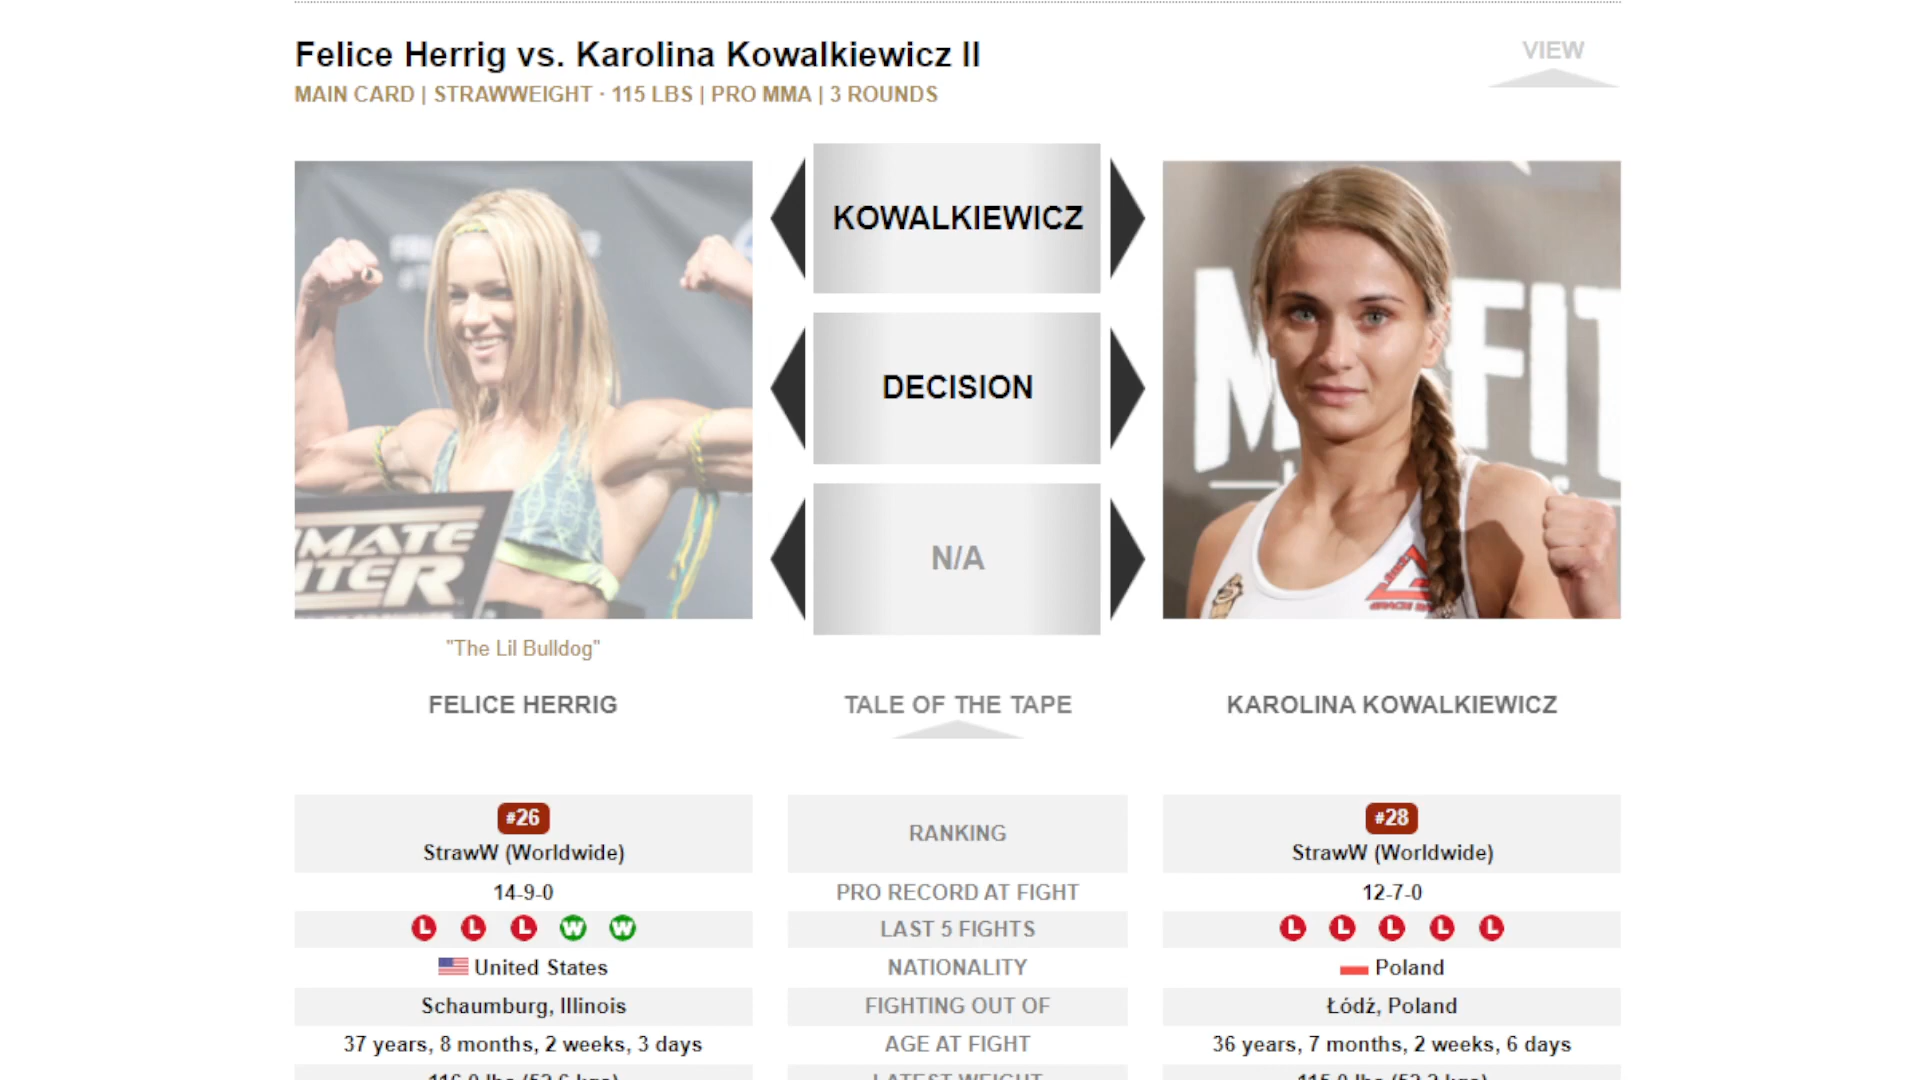 Felice Herrig vs. Karolina Kowalkiewicz II
VIEW
MAIN CARD | STRAWWEIGHT · 115 LBS | PRO MMA | 3 ROUNDS
KOWALKIEWICZ
DECISION
N/A
"The Lil Bulldog"
FELICE HERRIG
TALE OF THE TAPE
KAROLINA KOWALKIEWICZ
#26
StrawW (Worldwide)
RANKING
#28
StrawW (Worldwide)
14-9-0
PRO RECORD AT FIGHT
12-7-0
L L L W W
LAST 5 FIGHTS
L L L L L
United States
NATIONALITY
Poland
Schaumburg, Illinois
FIGHTING OUT OF
Łódź, Poland
37 years, 8 months, 2 weeks, 3 days
AGE AT FIGHT
36 years, 7 months, 2 weeks, 6 days
LATEST WEIGHT